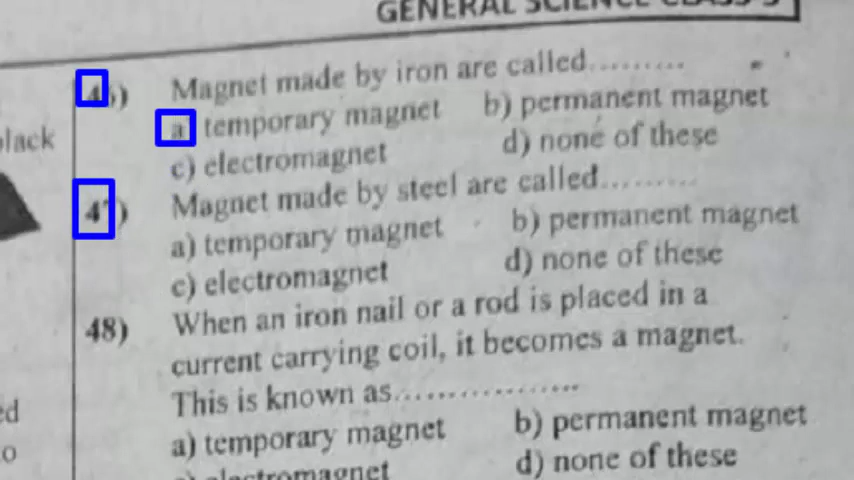 GENERAL SCIENCE CLASS-5
46) Magnet made by iron are called.........
a) temporary magnet b) permanent magnet
c) electromagnet d) none of these
47) Magnet made by steel are called.........
a) temporary magnet b) permanent magnet
c) electromagnet d) none of these
48) When an iron nail or a rod is placed in a
current carrying coil, it becomes a magnet.
This is known as.................
a) temporary magnet b) permanent magnet
c) electromagnet d) none of these